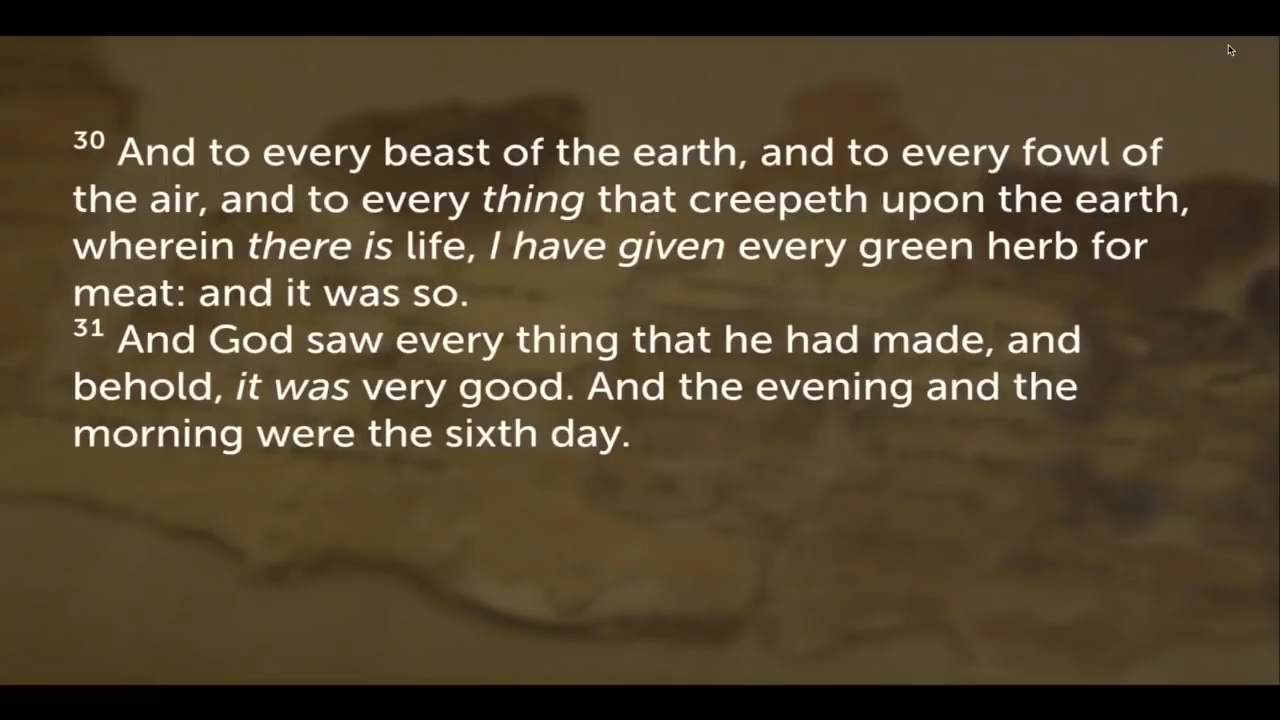 30 And to every beast of the earth, and to every fowl of
the air, and to every thing that creepeth upon the earth,
wherein there is life, I have given every green herb for
meat: and it was so.
31 And God saw every thing that he had made, and
behold, it was very good. And the evening and the
morning were the sixth day.